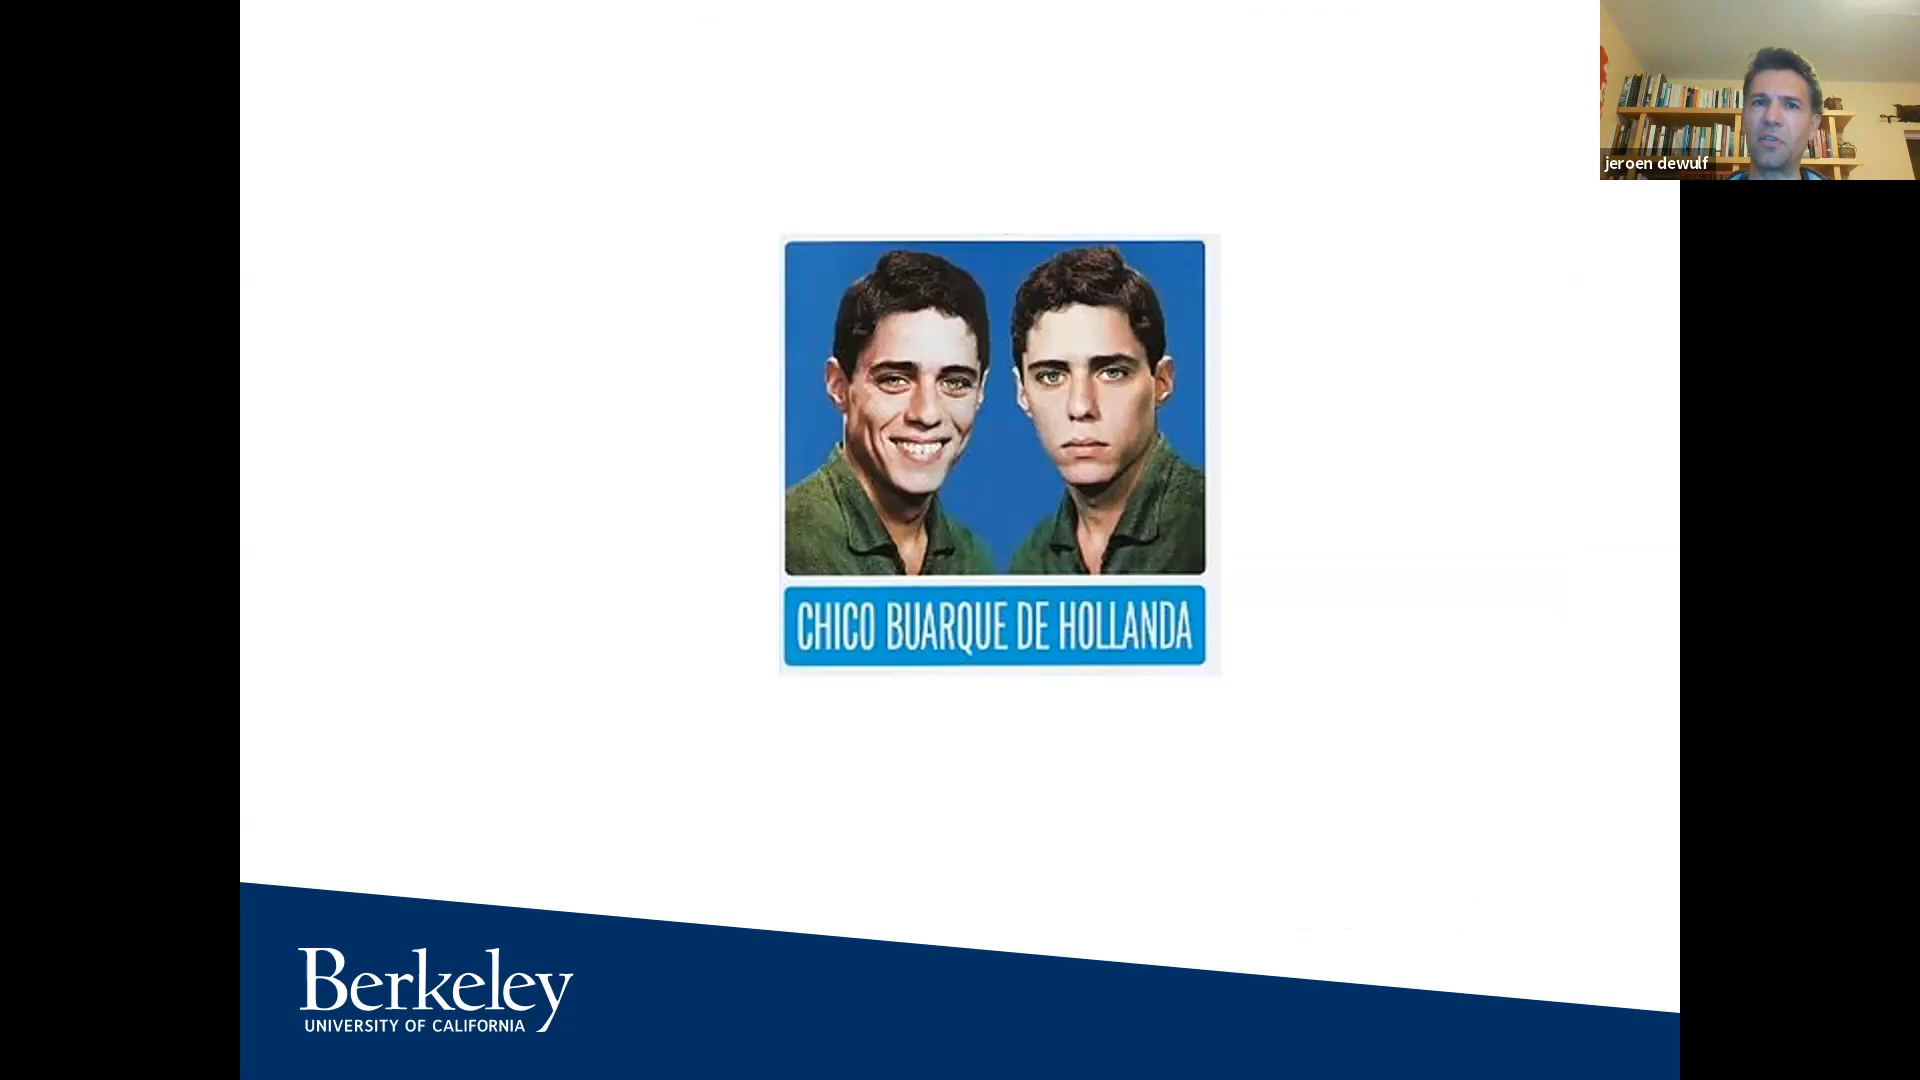 jeroen dewulf
CHICO BUARQUE DE HOLLANDA
Berkeley
UNIVERSITY OF CALIFORNIA